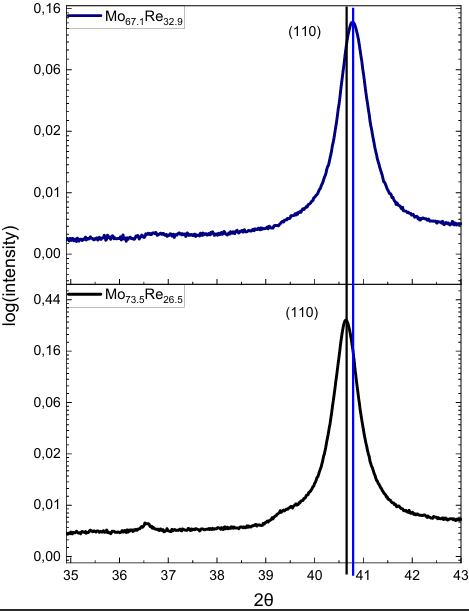 Mo67.1Re32.9
(110)
0,16
0,06
0,02
0,01
0,00
log(intensity)
Mo73.5Re26.5
(110)
0,44
0,16
0,06
0,02
0,01
0,00
35 36 37 38 39 40 41 42 43
2θ